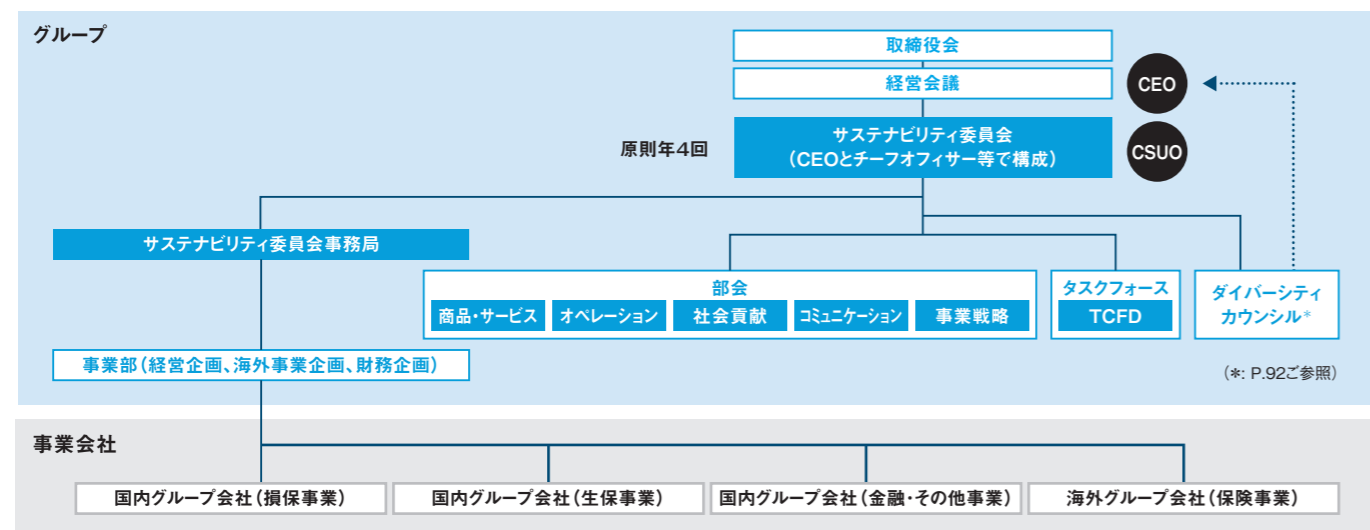 グループ
取締役会
経営会議
CEO
原則年4回
サステナビリティ委員会
（CEOとチーフオフィサー等で構成）
CSUO
サステナビリティ委員会事務局
部会
商品・サービス
オペレーション
社会貢献
コミュニケーション
事業戦略
タスクフォース
TCFD
ダイバーシティ
カウンシル*
事業部（経営企画、海外事業企画、財務企画）
（*: P.92ご参照）
事業会社
国内グループ会社（損保事業）
国内グループ会社（生保事業）
国内グループ会社（金融・その他事業）
海外グループ会社（保険事業）